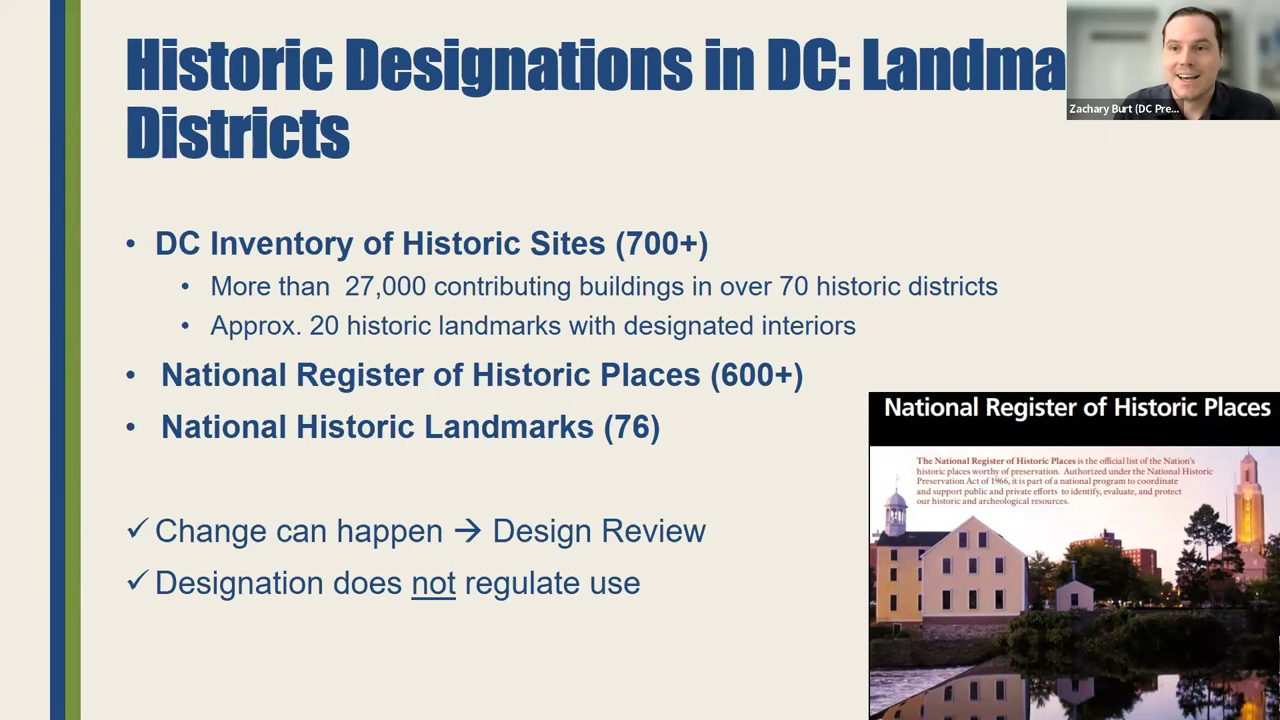 Historic Designations in DC: Landma
Districts
Zachary Burt (DC Pre...
• DC Inventory of Historic Sites (700+)
• More than 27,000 contributing buildings in over 70 historic districts
• Approx. 20 historic landmarks with designated interiors
• National Register of Historic Places (600+)
• National Historic Landmarks (76)
✓ Change can happen → Design Review
✓ Designation does not regulate use
National Register of Historic Places
The National Register of Historic Places is the official list of the Nation's
historic places worthy of preservation. Authorized under the National Historic
Preservation Act of 1966, it is part of a national program to coordinate
and support public and private efforts to identify, evaluate, and protect
our historic and archeological resources.